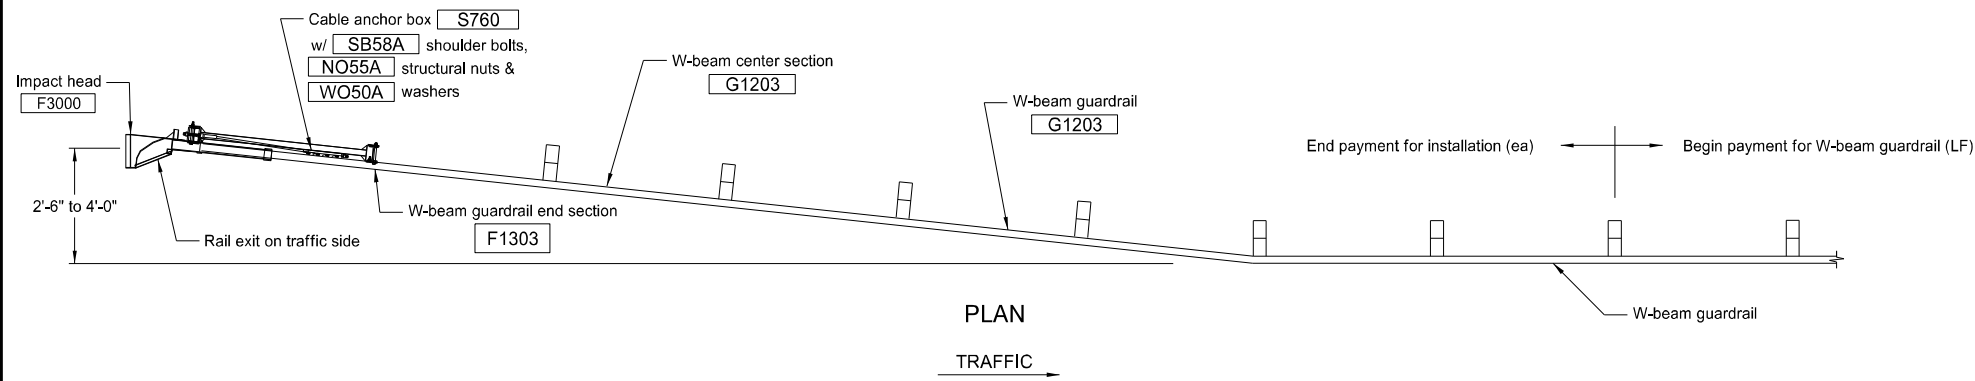 Cable anchor box S760
w/ SB58A shoulder bolts,
NO55A structural nuts &
WO50A washers
Impact head
F3000
W-beam center section
G1203
W-beam guardrail
G1203
End payment for installation (ea)
Begin payment for W-beam guardrail (LF)
2'-6" to 4'-0"
W-beam guardrail end section
F1303
Rail exit on traffic side
W-beam guardrail
PLAN
TRAFFIC